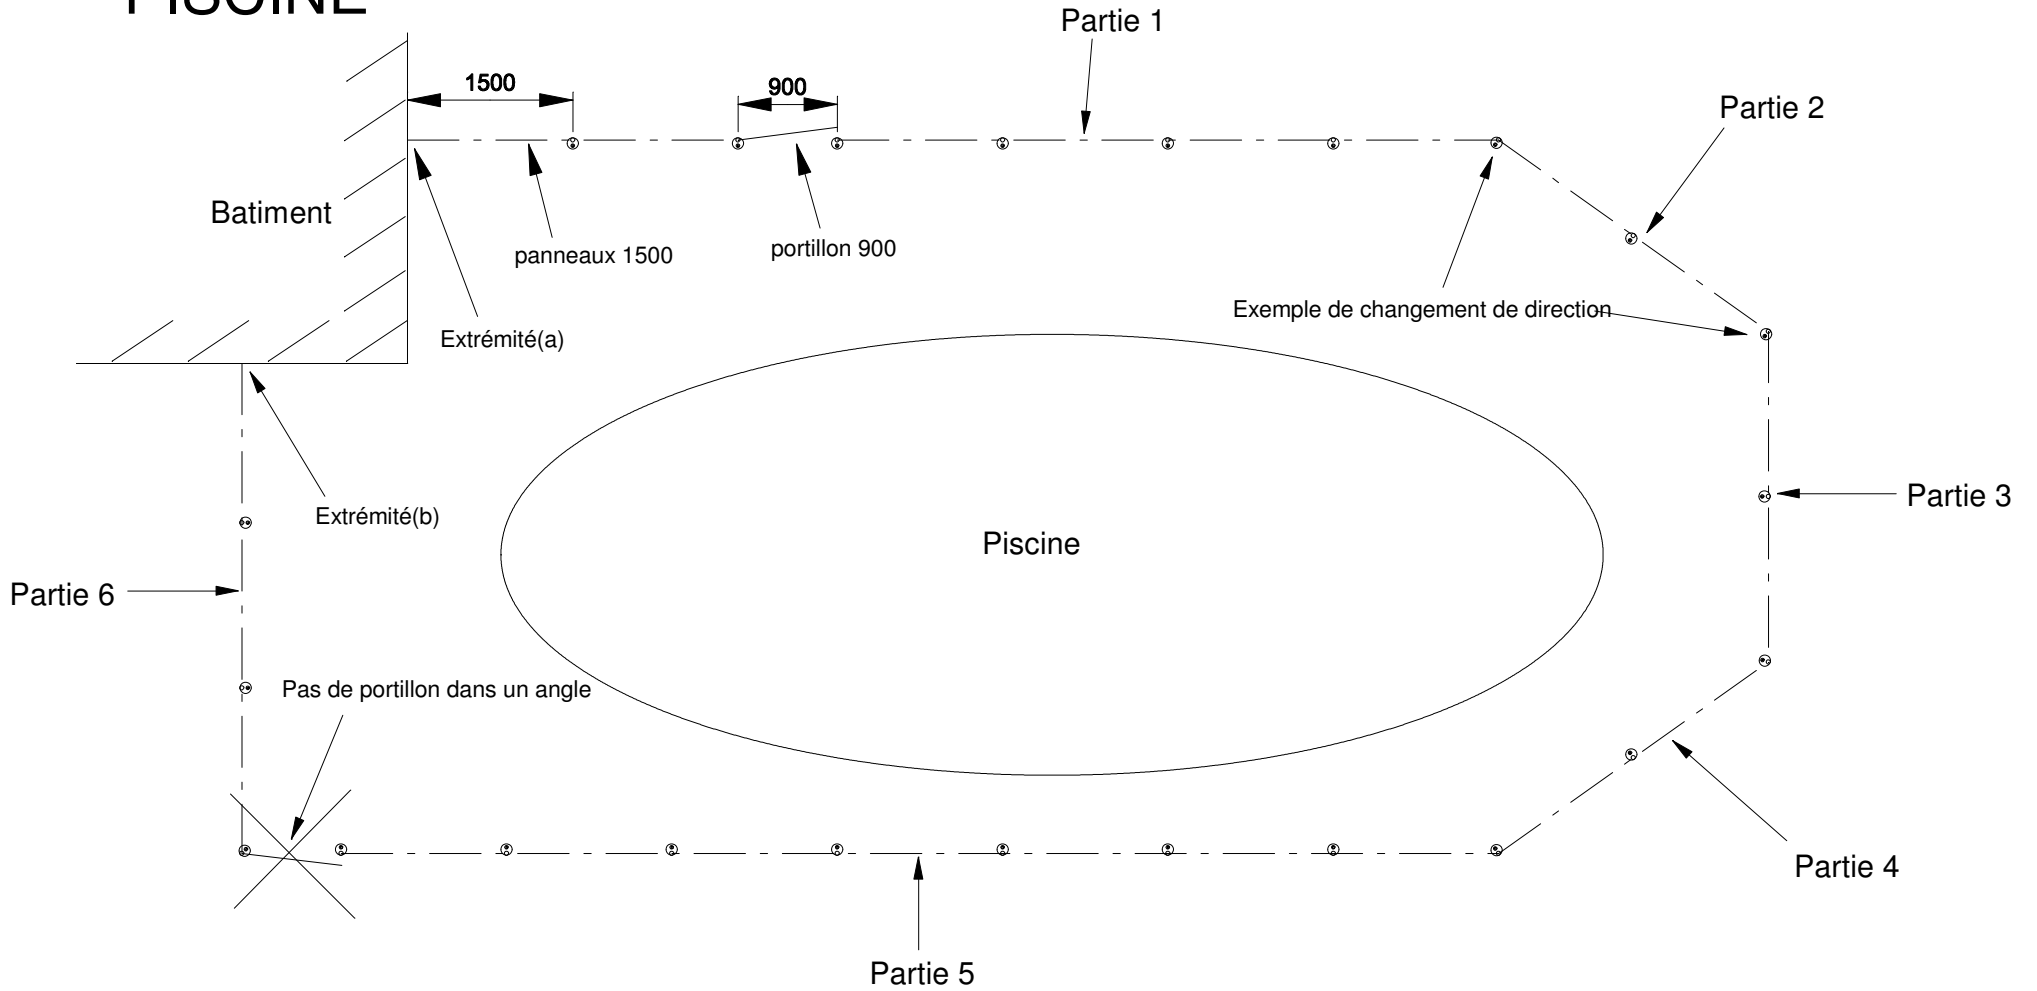 PISCINE
Partie 1
1500
900
Partie 2
Batiment
panneaux 1500
portillon 900
Extrémité(a)
Exemple de changement de direction
Extrémité(b)
Piscine
Partie 3
Partie 6
Pas de portillon dans un angle
Partie 4
Partie 5